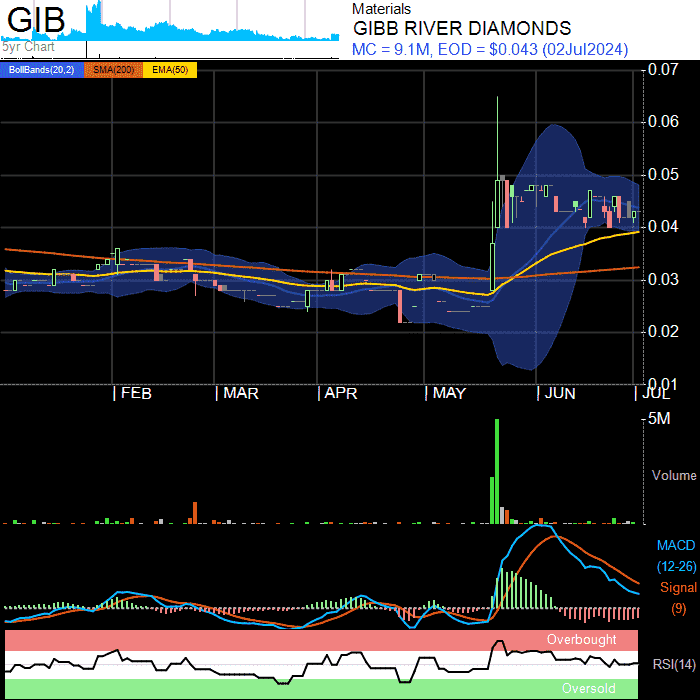 GIB
5yr Chart
Materials
GIBB RIVER DIAMONDS
MC = 9.1M, EOD = $0.043 (02Jul2024)
BollBands(20,2) SMA(200) EMA(50)
0.07
0.06
0.05
0.04
0.03
0.02
0.01
FEB MAR APR MAY JUN JUL
5M
Volume
MACD
(12-26)
Signal
(9)
Overbought
RSI(14)
Oversold